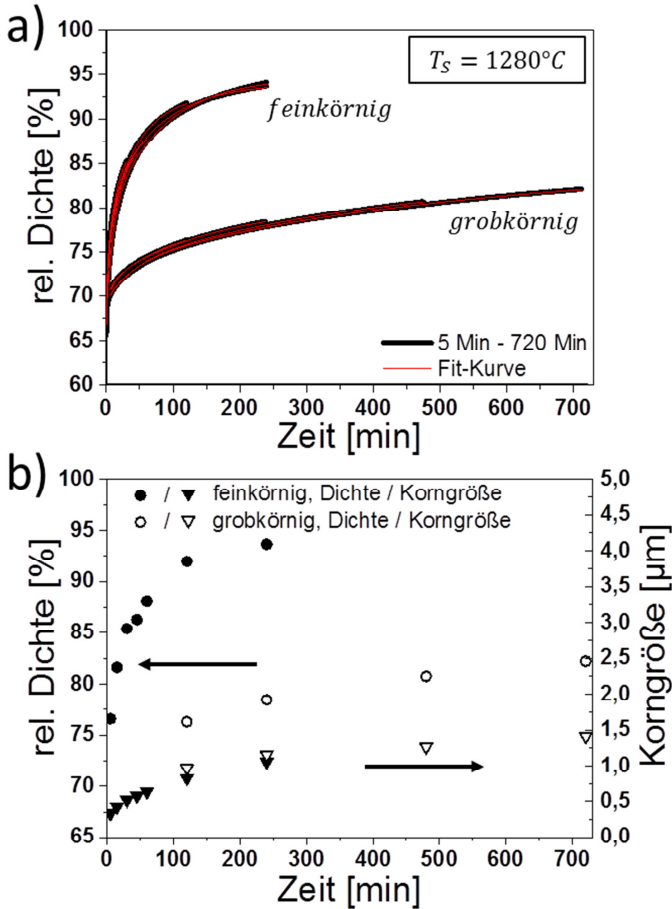 a)
100
95
90
85
80
75
70
65
60
rel. Dichte [%]
T_S = 1280°C
feinkörnig
grobkörnig
5 Min - 720 Min
Fit-Kurve
0 100 200 300 400 500 600 700
Zeit [min]
b)
100
95
90
85
80
75
70
65
rel. Dichte [%]
/ feinkörnig, Dichte / Korngröße
/ grobkörnig, Dichte / Korngröße
5,0
4,5
4,0
3,5
3,0
2,5
2,0
1,5
1,0
0,5
0,0
Korngröße [µm]
0 100 200 300 400 500 600 700
Zeit [min]